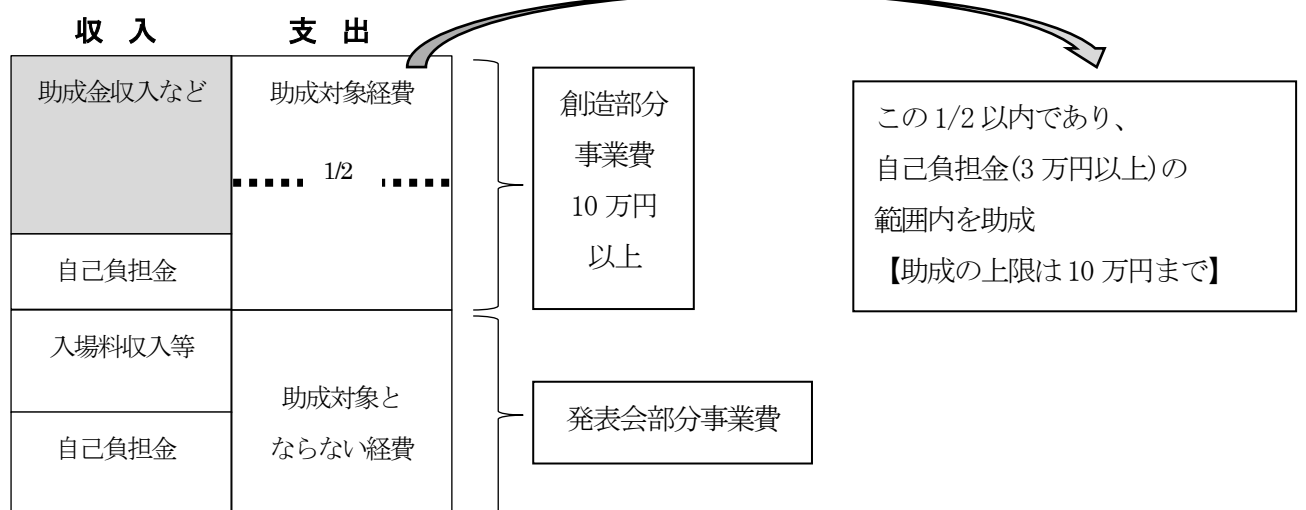 収 入
支 出
助成金収入など
助成対象経費
1/2
自己負担金
入場料収入等
自己負担金
助成対象と
ならない経費
創造部分
事業費
10 万円
以上
発表会部分事業費
この 1/2 以内であり、
自己負担金(3 万円以上)の
範囲内を助成
【助成の上限は 10 万円まで】